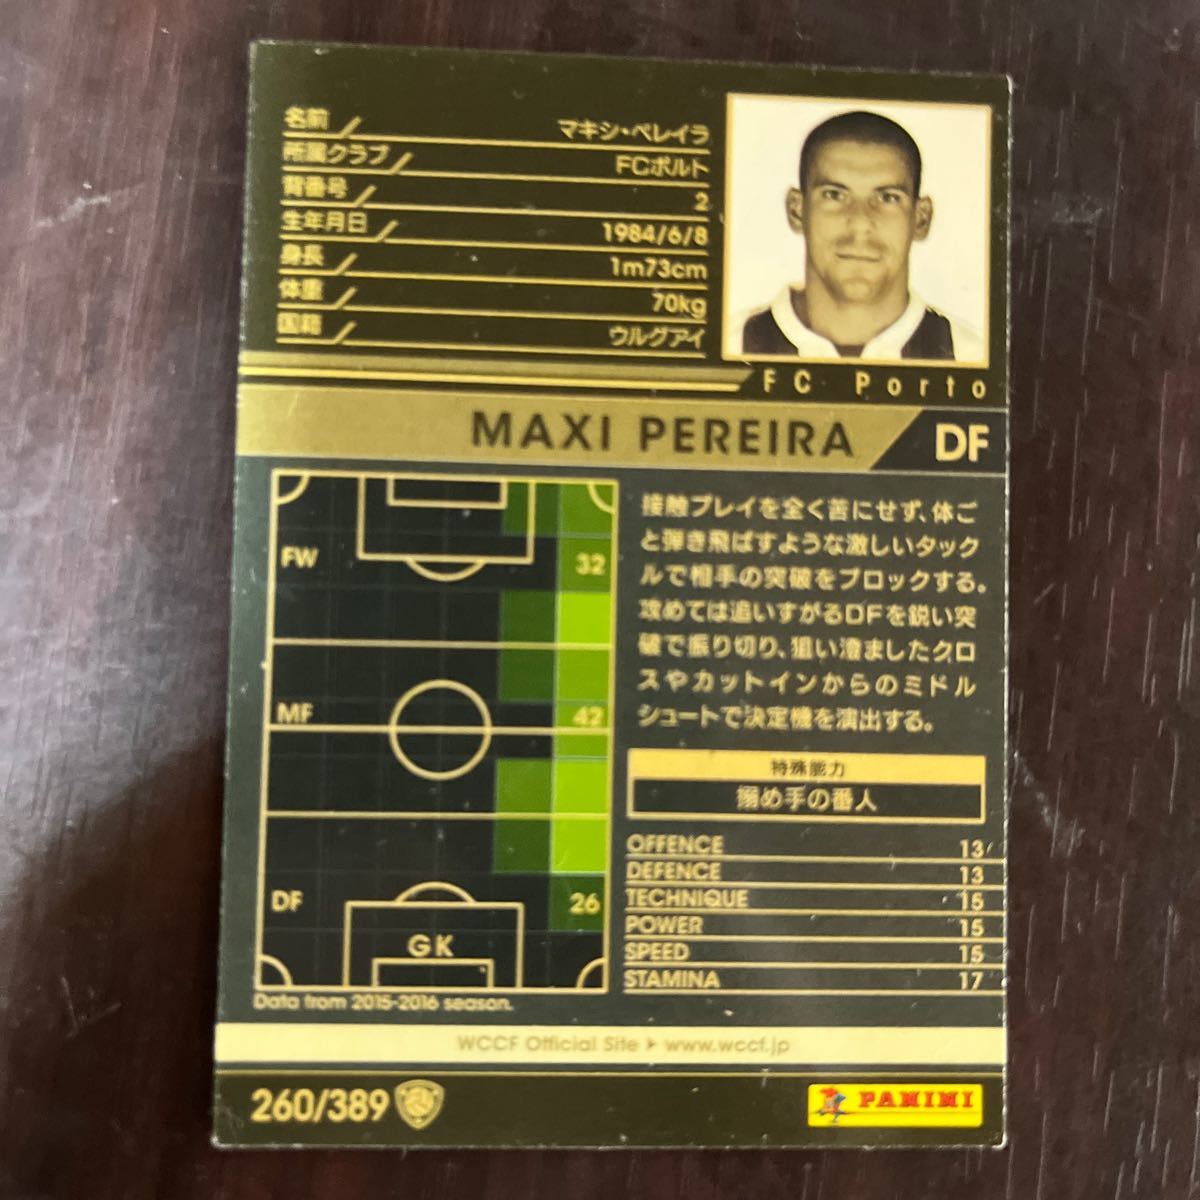 名前 マキシ・ペレイラ
所属クラブ FCポルト
背番号 2
生年月日 1984/6/8
身長 1m73cm
体重 70kg
国籍 ウルグアイ
FC Porto
MAXI PEREIRA DF
FW 32
MF 42
DF 26
GK
Data from 2015-2016 season.
接触プレイを全く苦にせず、体ご
と弾き飛ばすような激しいタック
ルで相手の突破をブロックする。
攻めては追いすがるDFを鋭い突
破で振り切り、狙い澄ましたクロ
スやカットインからのミドル
シュートで決定機を演出する。
特殊能力
搦め手の番人
OFFENCE 13
DEFENCE 13
TECHNIQUE 15
POWER 15
SPEED 15
STAMINA 17
WCCF Official Site ▶ www.wccf.jp
260/389
PANINI